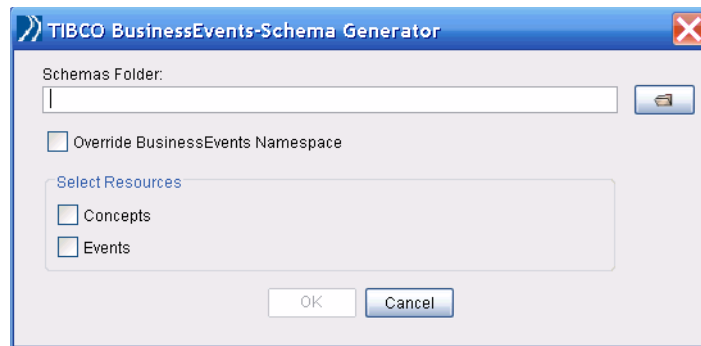 TIBCO BusinessEvents-Schema Generator
Schemas Folder:
Override BusinessEvents Namespace
Select Resources
Concepts
Events
OK
Cancel